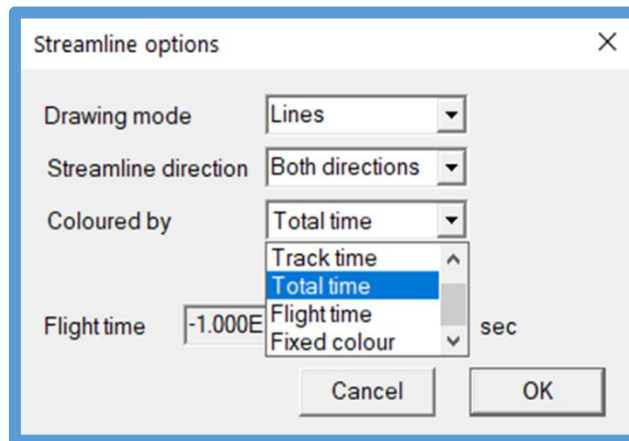 Streamline options
Drawing mode Lines
Streamline direction Both directions
Coloured by Total time
Track time
Total time
Flight time
Fixed colour
Flight time -1.000E sec
Cancel OK